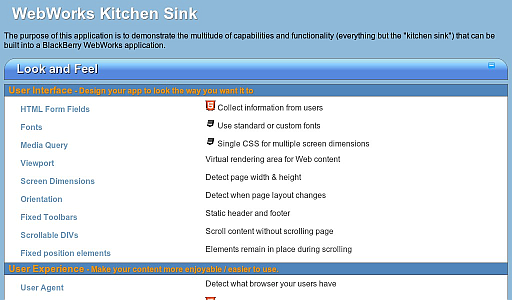 WebWorks Kitchen Sink
The purpose of this application is to demonstrate the multitude of capabilities and functionality (everything but the "kitchen sink") that can be
built into a BlackBerry WebWorks application.
Look and Feel
User Interface - Design your app to look the way you want it to
HTML Form Fields Collect information from users
Fonts Use standard or custom fonts
Media Query Single CSS for multiple screen dimensions
Viewport Virtual rendering area for Web content
Screen Dimensions Detect page width & height
Orientation Detect when page layout changes
Fixed Toolbars Static header and footer
Scrollable DIVs Scroll content without scrolling page
Fixed position elements Elements remain in place during scrolling
User Experience - Make your content more enjoyable / easier to use.
User Agent Detect what browser your users have